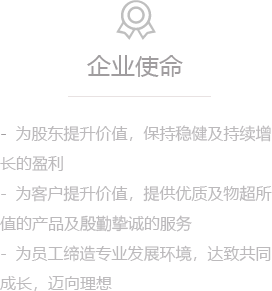 企业使命
- 为股东提升价值，保持稳健及持续增
长的盈利
- 为客户提升价值，提供优质及物超所
值的产品及殷勤挚诚的服务
- 为员工缔造专业发展环境，达致共同
成长，迈向理想